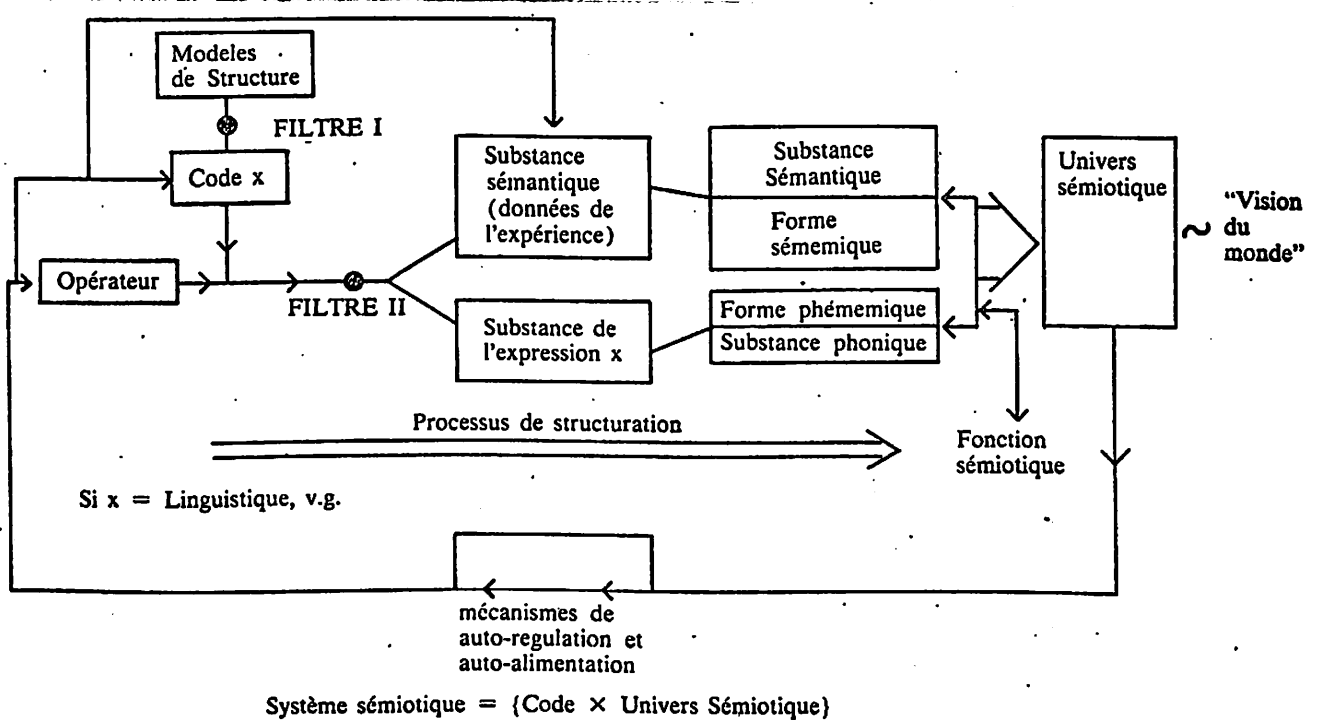 Modeles
de Structure
FILTRE I
Code x
Opérateur
FILTRE II
Substance
sémantique
(données de
l'expérience)
Substance de
l'expression x
Substance
Sémantique
Forme
sémemique
Forme phémemique
Substance phonique
Univers
sémiotique
~ “Vision
du
monde”
Processus de structuration
Fonction
sémiotique
Si x = Linguistique, v.g.
mécanismes de
auto-regulation et
auto-alimentation
Système sémiotique = {Code × Univers Sémiotique}